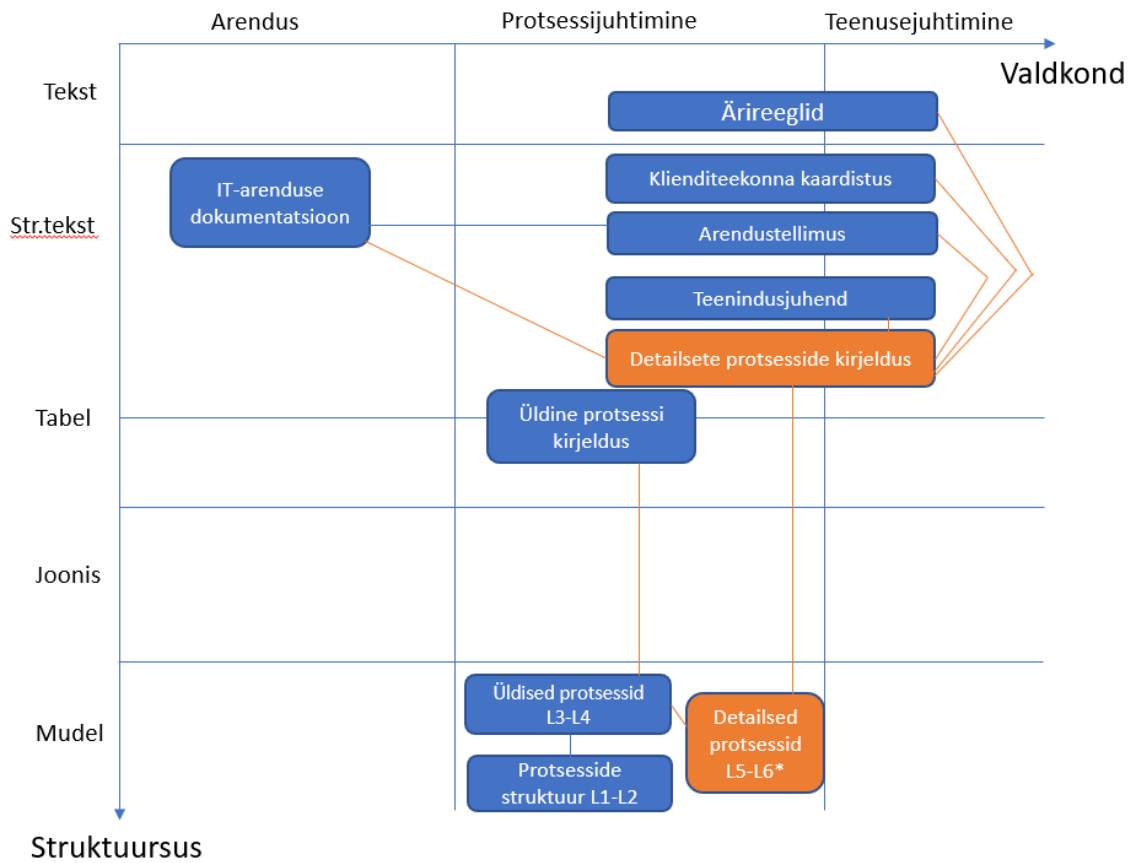 Arendus
Protsessijuhtimine
Teenusejuhtimine
Valdkond
Tekst
Ärireeglid
IT-arenduse
dokumentatsioon
Klienditeekonna kaardistus
Str.tekst
Arendustellimus
Teenindusjuhend
Detailsete protsesside kirjeldus
Tabel
Üldine protsessi
kirjeldus
Joonis
Üldised protsessid
L3-L4
Mudel
Detailsed
protsessid
L5-L6*
Protsesside
struktuur L1-L2
Struktuursus